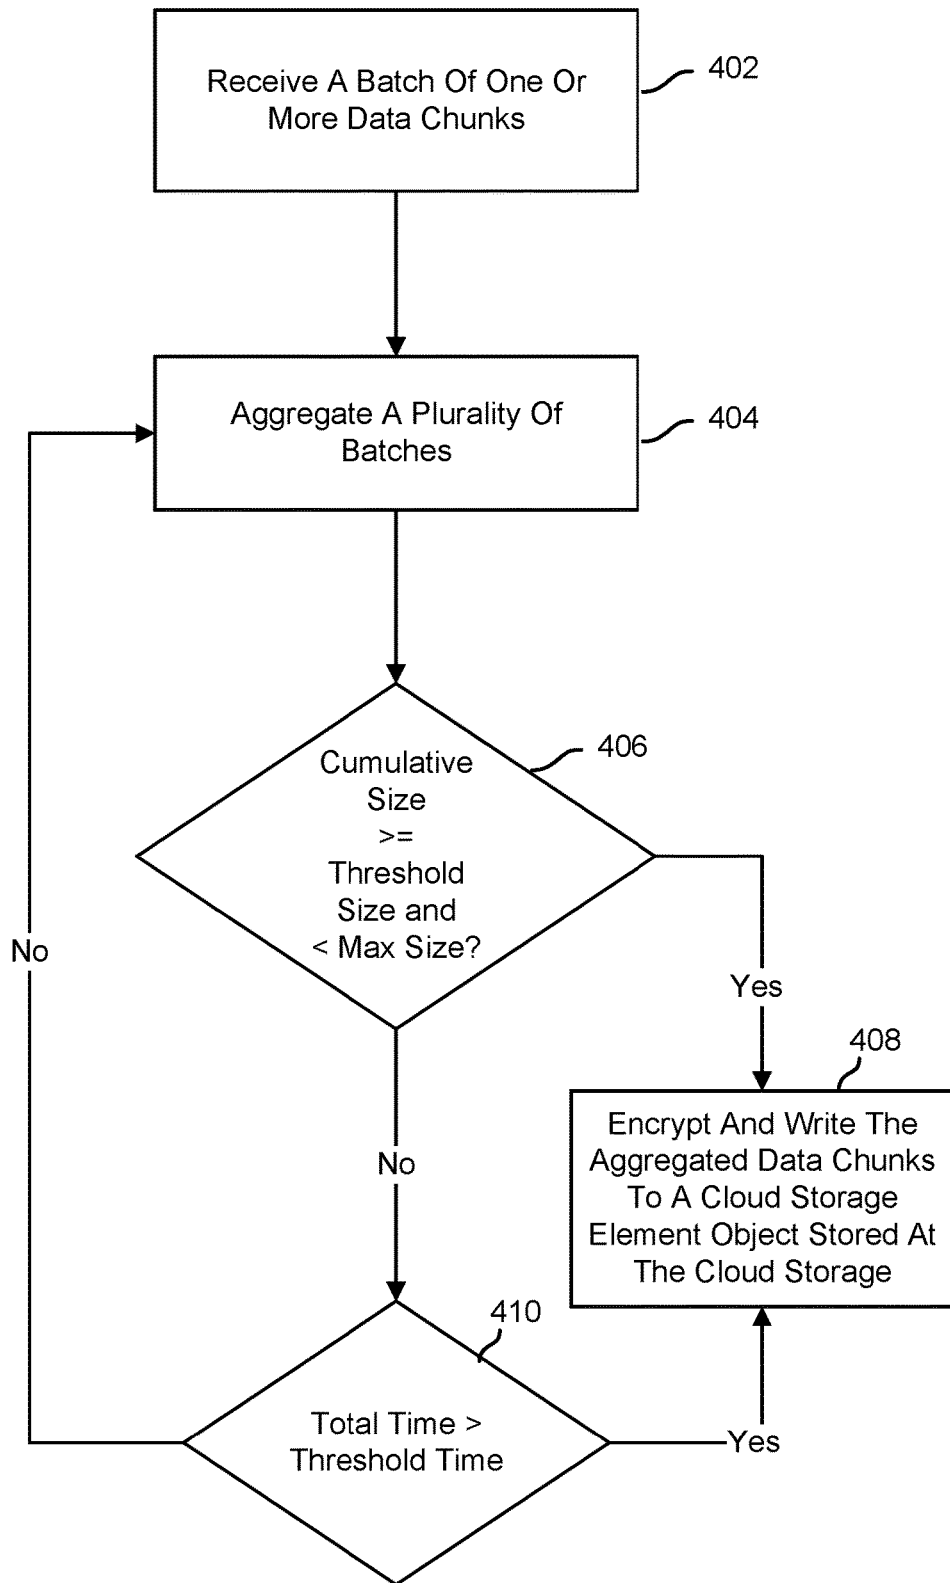 Receive A Batch Of One Or
More Data Chunks
402
Aggregate A Plurality Of
Batches
404
Cumulative
Size
>=
Threshold
Size and
< Max Size?
406
No
Yes
408
Encrypt And Write The
Aggregated Data Chunks
To A Cloud Storage
Element Object Stored At
The Cloud Storage
No
410
Total Time >
Threshold Time
Yes